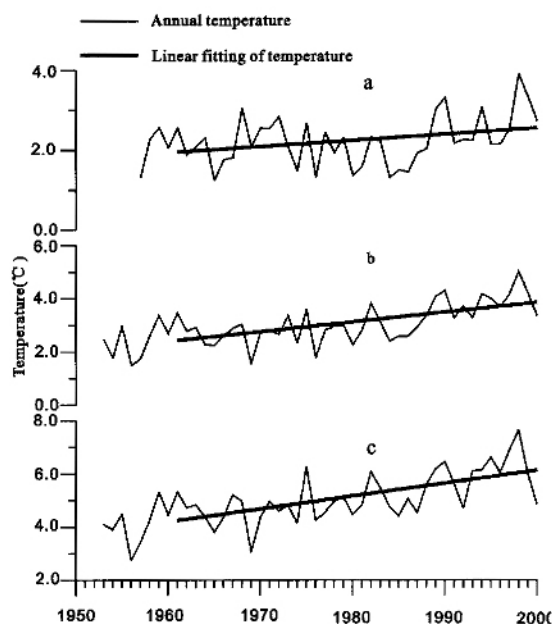 Annual temperature
Linear fitting of temperature
a
4.0
2.0
0.0
b
6.0
4.0
2.0
0.0
c
8.0
6.0
4.0
2.0
Temperature(℃)
1950 1960 1970 1980 1990 2000